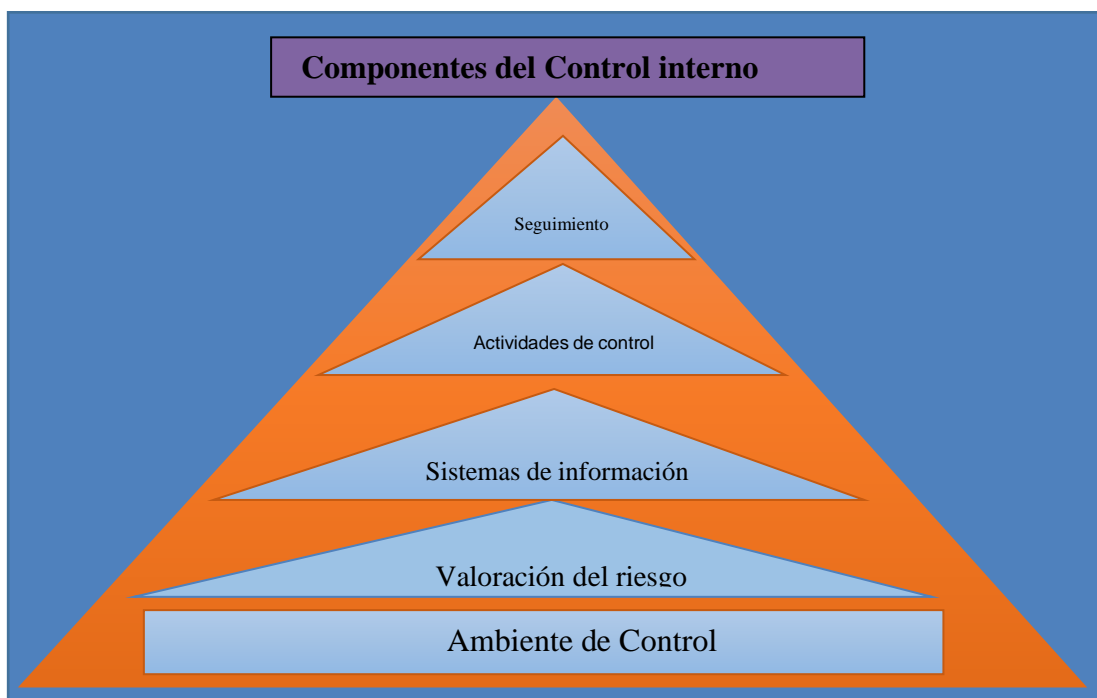 Componentes del Control interno
Seguimiento
Actividades de control
Sistemas de información
Valoración del riesgo
Ambiente de Control